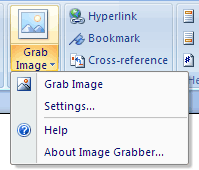 Grab
Image
Hyperlink
Bookmark
Cross-reference
Grab Image
Settings...
Help
About Image Grabber...